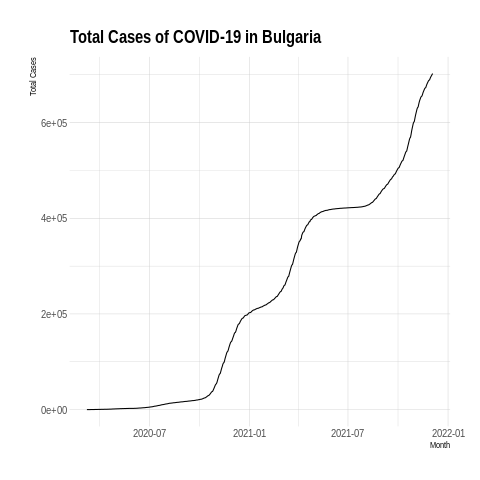 Total Cases of COVID-19 in Bulgaria
Total Cases
6e+05
4e+05
2e+05
0e+00
2020-07 2021-01 2021-07 2022-01
Month